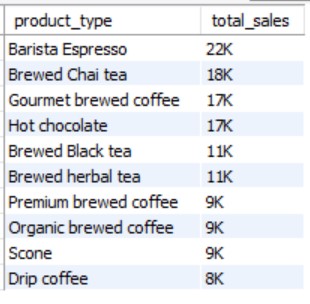 product_type total_sales
Barista Espresso 22K
Brewed Chai tea 18K
Gourmet brewed coffee 17K
Hot chocolate 17K
Brewed Black tea 11K
Brewed herbal tea 11K
Premium brewed coffee 9K
Organic brewed coffee 9K
Scone 9K
Drip coffee 8K